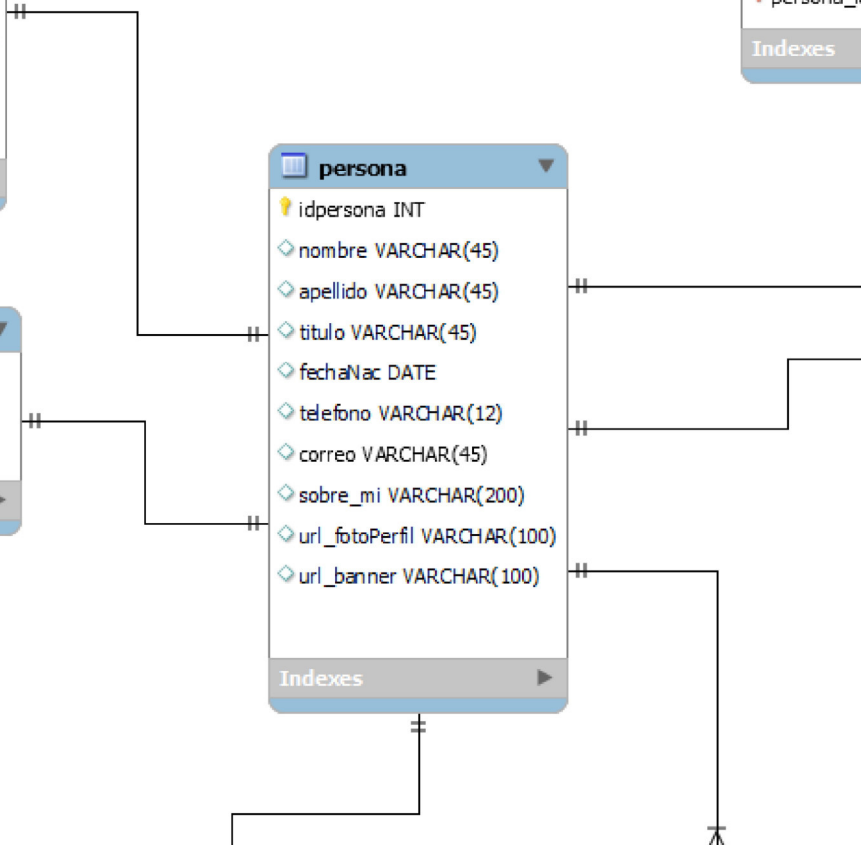 Indexes
persona
idpersona INT
nombre VARCHAR(45)
apellido VARCHAR(45)
titulo VARCHAR(45)
fechaNac DATE
telefono VARCHAR(12)
correo VARCHAR(45)
sobre_mi VARCHAR(200)
url_fotoPerfil VARCHAR(100)
url_banner VARCHAR(100)
Indexes